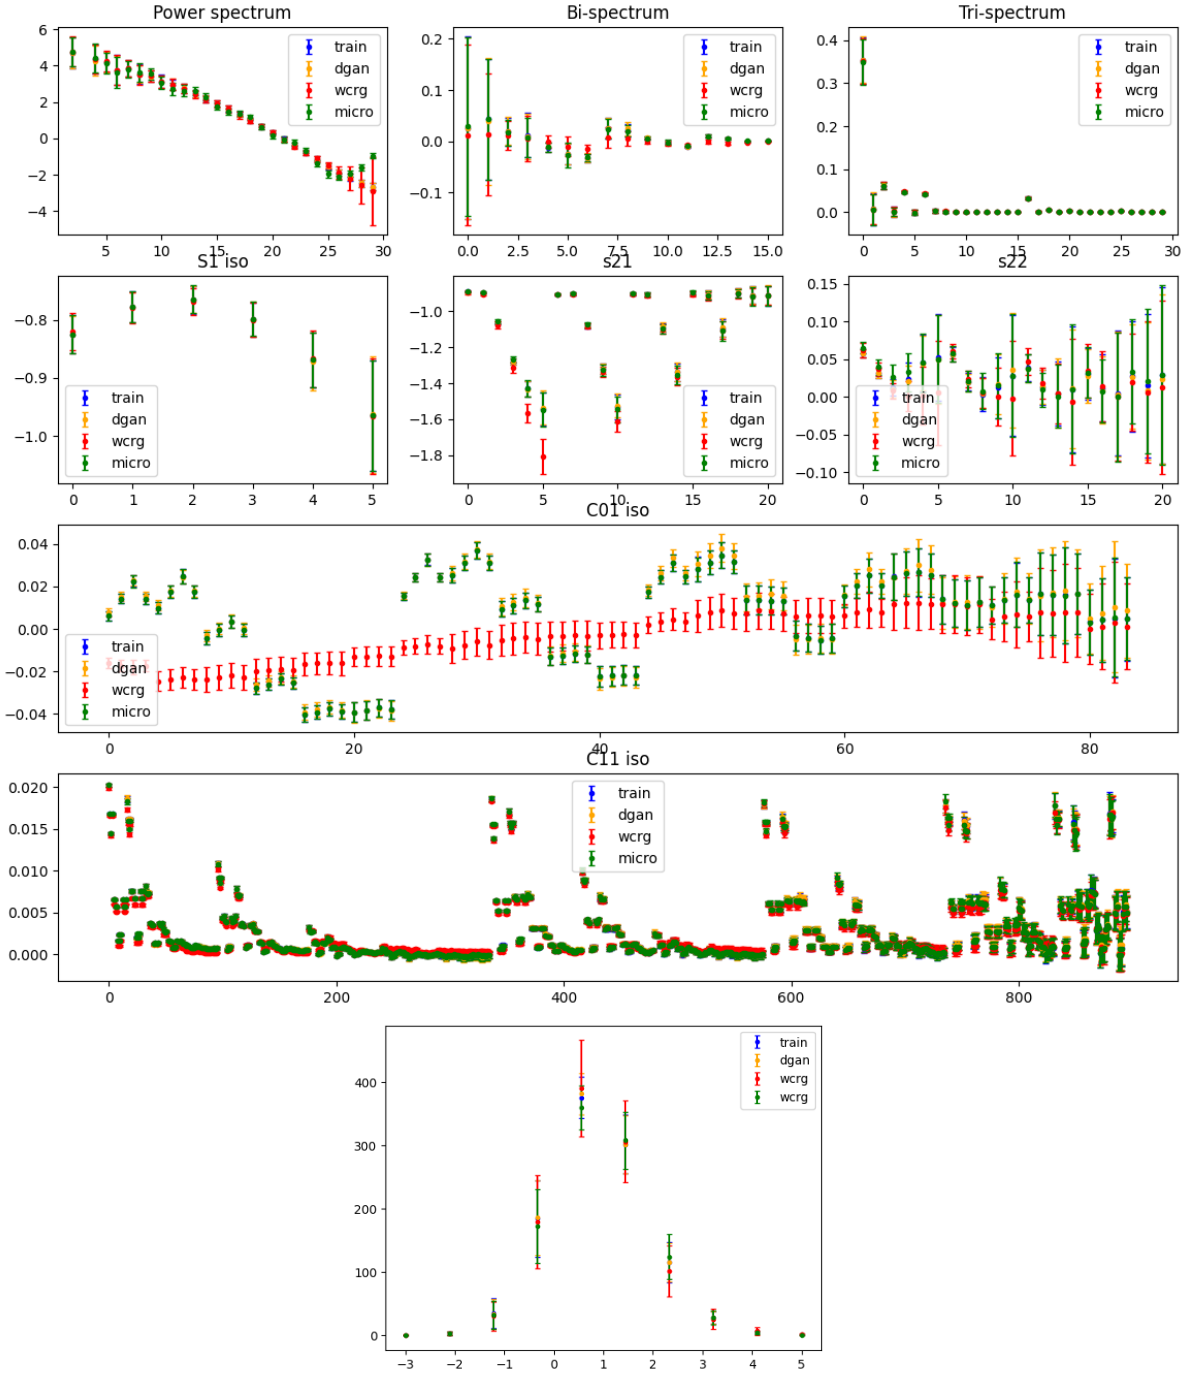 Power spectrum
6
4
2
0
−2
−4
5
10
15
20
25
30
train
dgan
wcrg
micro
Bi-spectrum
0.2
0.1
0.0
−0.1
0.0
2.5
5.0
7.5
10.0
12.5
15.0
train
dgan
wcrg
micro
Tri-spectrum
0.4
0.3
0.2
0.1
0.0
0
5
10
15
20
25
30
train
dgan
wcrg
micro
S1 iso
−0.8
−0.9
−1.0
0
1
2
3
4
5
train
dgan
wcrg
micro
s21
−1.0
−1.2
−1.4
−1.6
−1.8
0
5
10
15
20
train
dgan
wcrg
micro
s22
0.15
0.10
0.05
0.00
−0.05
−0.10
0
5
10
15
20
train
dgan
wcrg
micro
C01 iso
0.04
0.02
0.00
−0.02
−0.04
0
20
40
60
80
train
dgan
wcrg
micro
C11 iso
0.020
0.015
0.010
0.005
0.000
0
200
400
600
800
train
dgan
wcrg
micro
400
300
200
100
0
−3
−2
−1
0
1
2
3
4
5
train
dgan
wcrg
wcrg